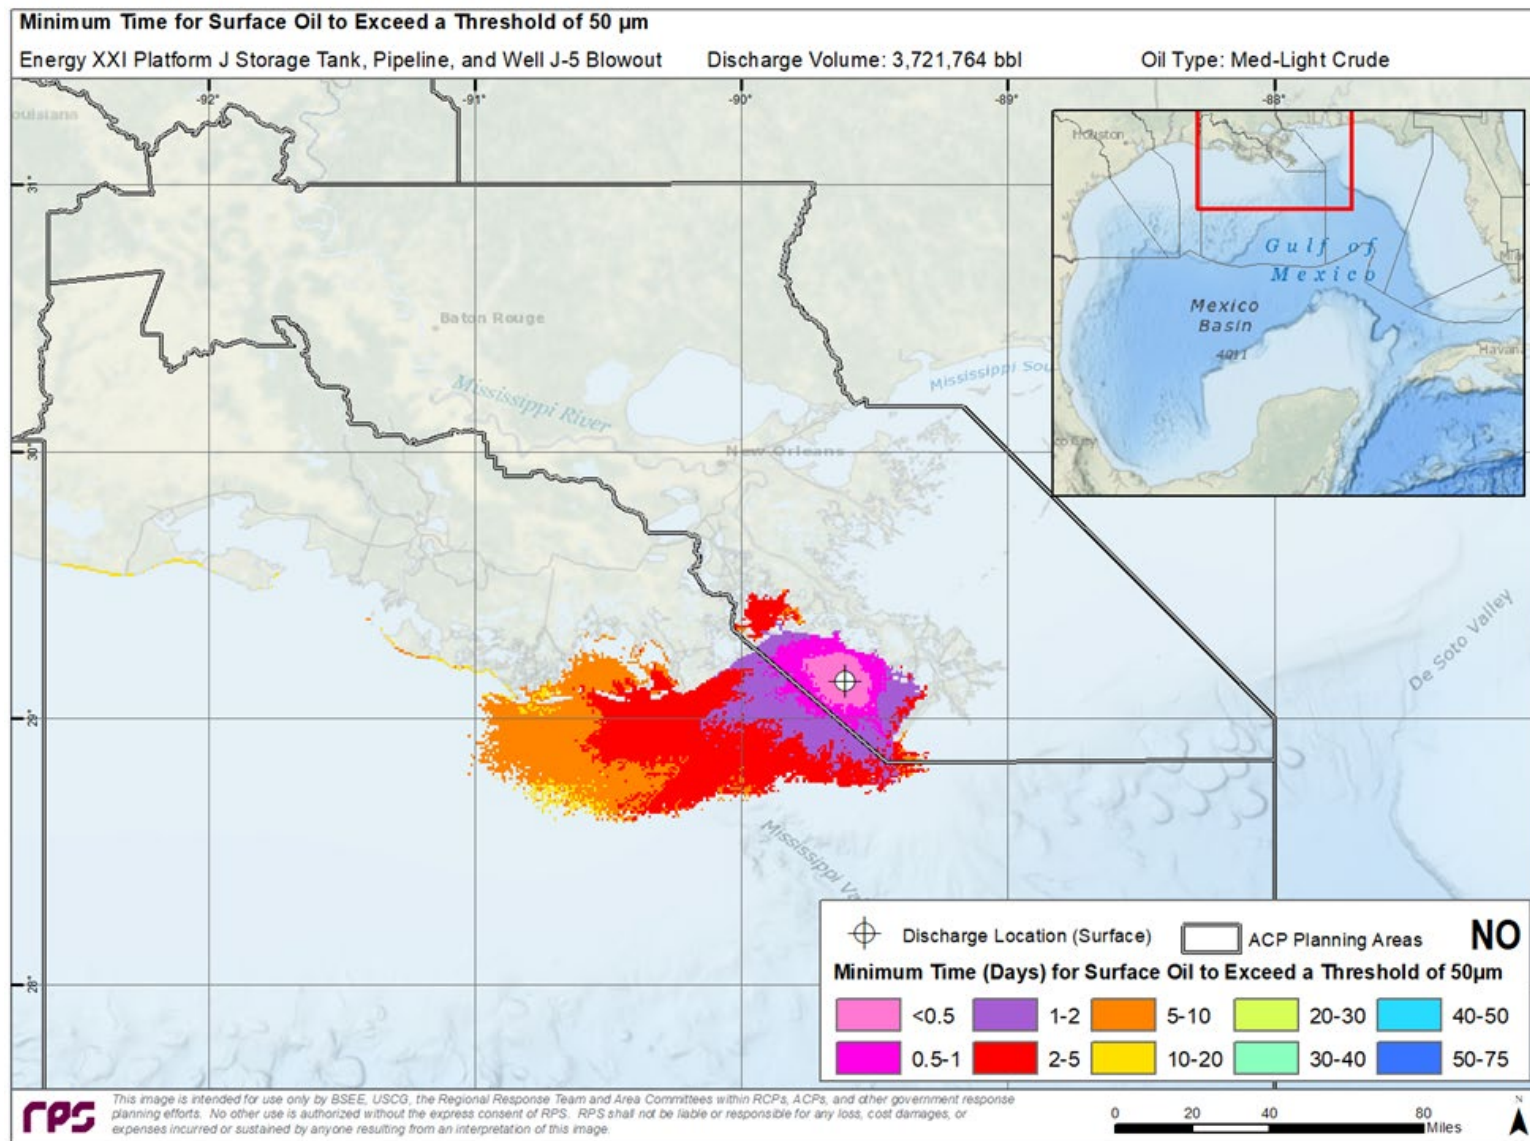 Minimum Time for Surface Oil to Exceed a Threshold of 50 µm
Energy XXI Platform J Storage Tank, Pipeline, and Well J-5 Blowout Discharge Volume: 3,721,764 bbl Oil Type: Med-Light Crude
-92° -91° -90° -89° -88°
ouisiana
Houston
31°
Gulf of
Mexico
Mexico
Basin
4011
Havana
Baton Rouge
Mississippi River
Mississippi Sou
New Orleans
30°
De Soto Valley
29°
Mississippi Va
28°
Discharge Location (Surface) ACP Planning Areas NO
Minimum Time (Days) for Surface Oil to Exceed a Threshold of 50µm
<0.5 1-2 5-10 20-30 40-50
0.5-1 2-5 10-20 30-40 50-75
rps
This image is intended for use only by BSEE, USCG, the Regional Response Team and Area Committees within RCPs, ACPs, and other government response
planning efforts. No other use is authorized without the express consent of RPS. RPS shall not be liable or responsible for any loss, cost damages, or
expenses incurred or sustained by anyone resulting from an interpretation of this image.
0 20 40 80
Miles
N